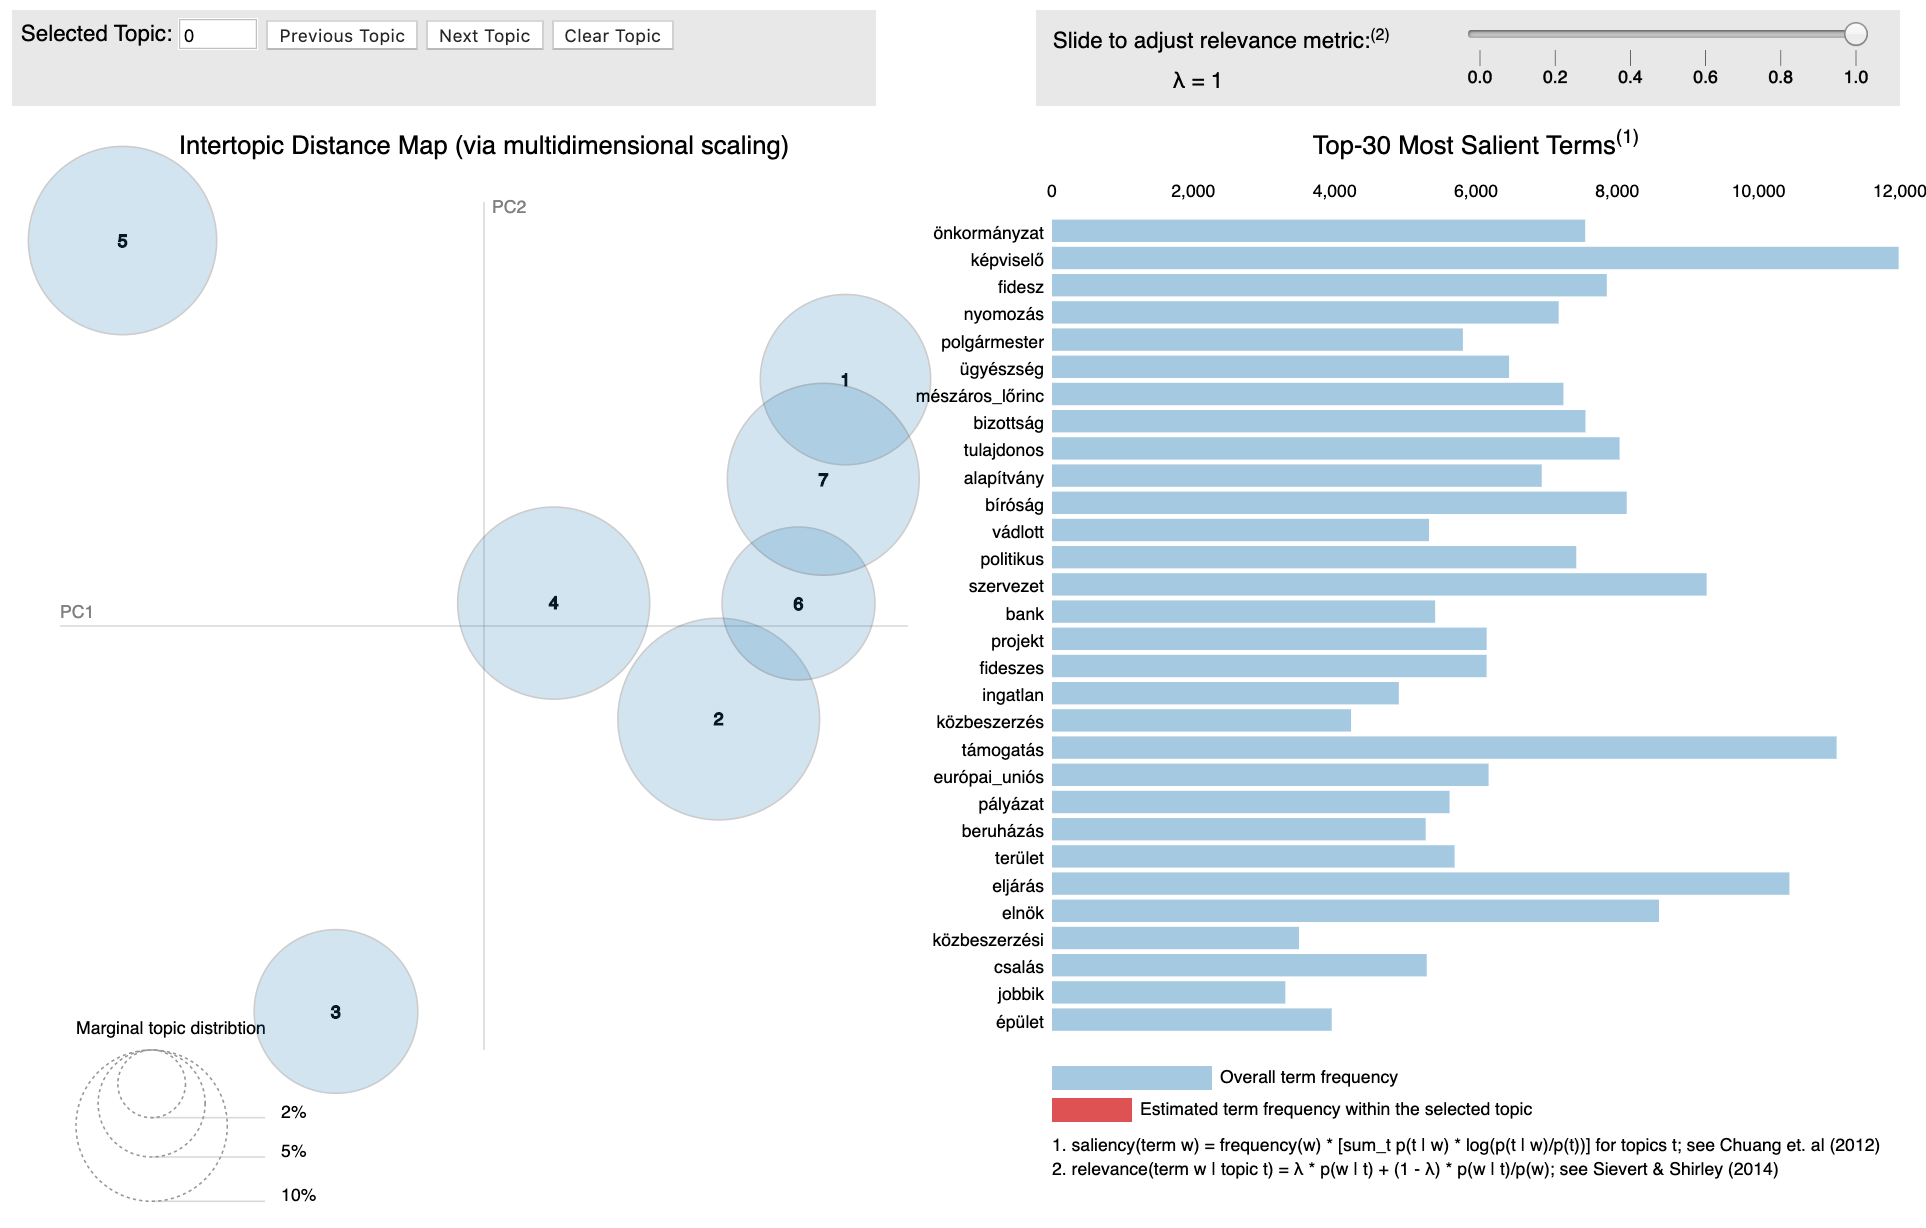 Selected Topic: 0 Previous Topic Next Topic Clear Topic
Slide to adjust relevance metric:(2)
λ = 1
0.0 0.2 0.4 0.6 0.8 1.0
Intertopic Distance Map (via multidimensional scaling)
PC2
PC1
5
1
7
4
6
2
3
Marginal topic distribtion
2%
5%
10%
Top-30 Most Salient Terms(1)
0 2,000 4,000 6,000 8,000 10,000 12,000
önkormányzat
képviselő
fidesz
nyomozás
polgármester
ügyészség
mészáros_lőrinc
bizottság
tulajdonos
alapítvány
bíróság
vádlott
politikus
szervezet
bank
projekt
fideszes
ingatlan
közbeszerzés
támogatás
európai_uniós
pályázat
beruházás
terület
eljárás
elnök
közbeszerzési
csalás
jobbik
épület
Overall term frequency
Estimated term frequency within the selected topic
1. saliency(term w) = frequency(w) * [sum_t p(t | w) * log(p(t | w)/p(t))] for topics t; see Chuang et. al (2012)
2. relevance(term w | topic t) = λ * p(w | t) + (1 - λ) * p(w | t)/p(w); see Sievert & Shirley (2014)